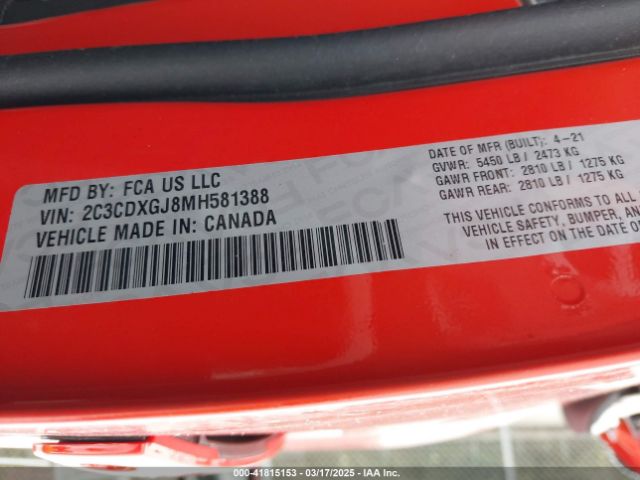 MFD BY: FCA US LLC
VIN: 2C3CDXGJ8MH581388
VEHICLE MADE IN: CANADA
DATE OF MFR (BUILT): 4-21
GVWR: 5450 LB / 2473 KG
GAWR FRONT: 2810 LB / 1275 KG
GAWR REAR: 2810 LB / 1275 KG
THIS VEHICLE CONFORMS TO
VEHICLE SAFETY, BUMPER, AN
IN EFFECT ON THE DATE O
© 0-41815153 — 03/17/2025 — IAA Inc.